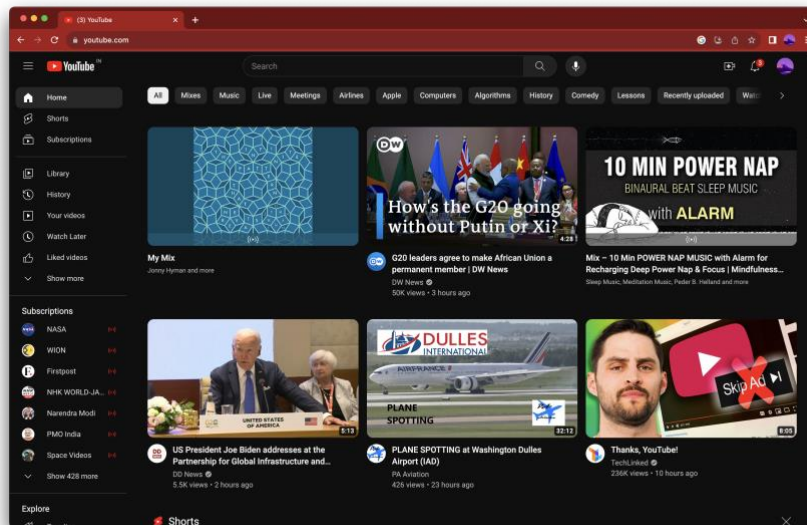 (3) YouTube
youtube.com
YouTube IN
Search
3
Home
Shorts
Subscriptions
Library
History
Your videos
Watch Later
Liked videos
Show more
Subscriptions
NASA
WION
Firstpost
NHK WORLD-JA...
Narendra Modi
PMO India
Space Videos
Show 428 more
Explore
All
Mixes
Music
Live
Meetings
Airlines
Apple
Computers
Algorithms
History
Comedy
Lessons
Recently uploaded
My Mix
Jonny Hyman and more
DW
How's the G20 going
without Putin or Xi?
4:28
G20 leaders agree to make African Union a
permanent member | DW News
DW News
50K views • 3 hours ago
10 MIN POWER NAP
BINAURAL BEAT SLEEP MUSIC
with ALARM
Mix – 10 Min POWER NAP MUSIC with Alarm for
Recharging Deep Power Nap & Focus | Mindfulness...
Sleep Music, Meditation Music, Peder B. Helland and more
UNITED STATES
OF AMERICA
5:13
US President Joe Biden addresses at the
Partnership for Global Infrastructure and...
DD News
5.5K views • 2 hours ago
DULLES
INTERNATIONAL
AIRFRANCE
PLANE
SPOTTING
32:12
PLANE SPOTTING at Washington Dulles
Airport (IAD)
PA Aviation
426 views • 23 hours ago
Skip Ad
8:05
Thanks, YouTube!
TechLinked
236K views • 10 hours ago
Shorts